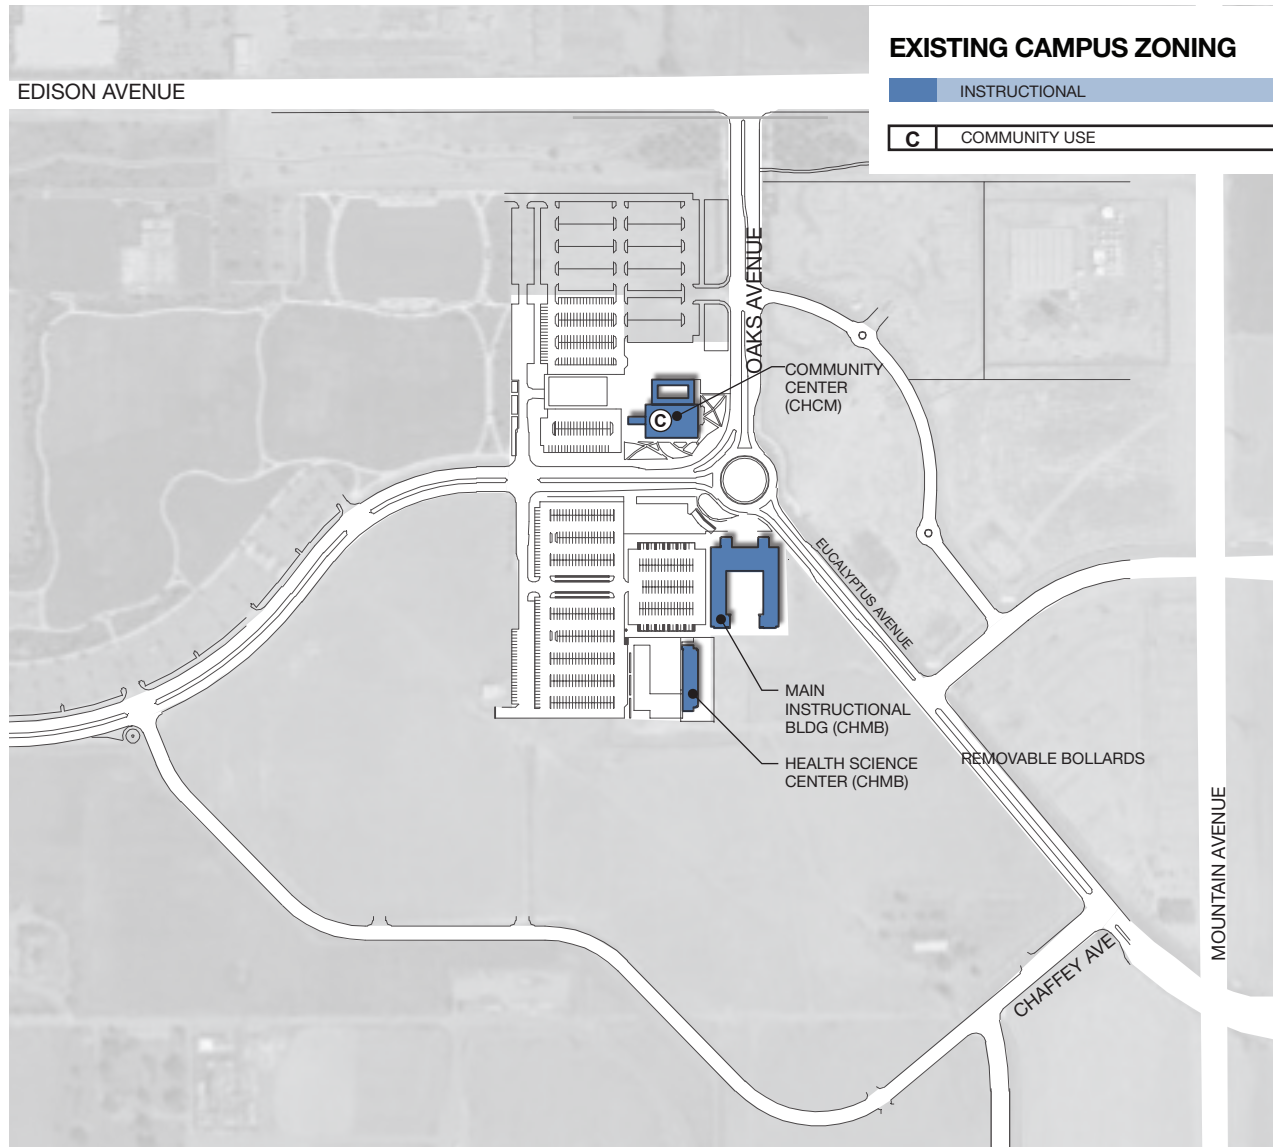 EXISTING CAMPUS ZONING
EDISON AVENUE
INSTRUCTIONAL
C COMMUNITY USE
OAKS AVENUE
COMMUNITY
CENTER
(CHCM)
C
EUCALYPTUS AVENUE
MAIN
INSTRUCTIONAL
BLDG (CHMB)
HEALTH SCIENCE
CENTER (CHMB)
REMOVABLE BOLLARDS
MOUNTAIN AVENUE
CHAFFEY AVE